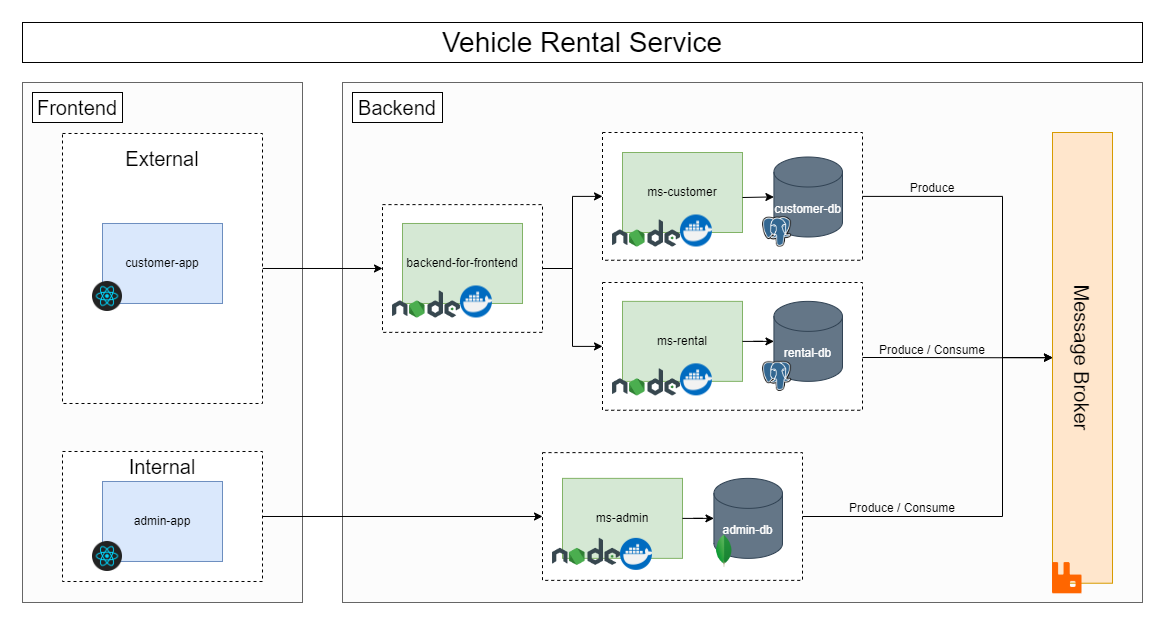 Vehicle Rental Service
Frontend
External
customer-app
Internal
admin-app
Backend
backend-for-frontend
node
ms-customer
node
customer-db
Produce
ms-rental
node
rental-db
Produce / Consume
ms-admin
node
admin-db
Produce / Consume
Message Broker